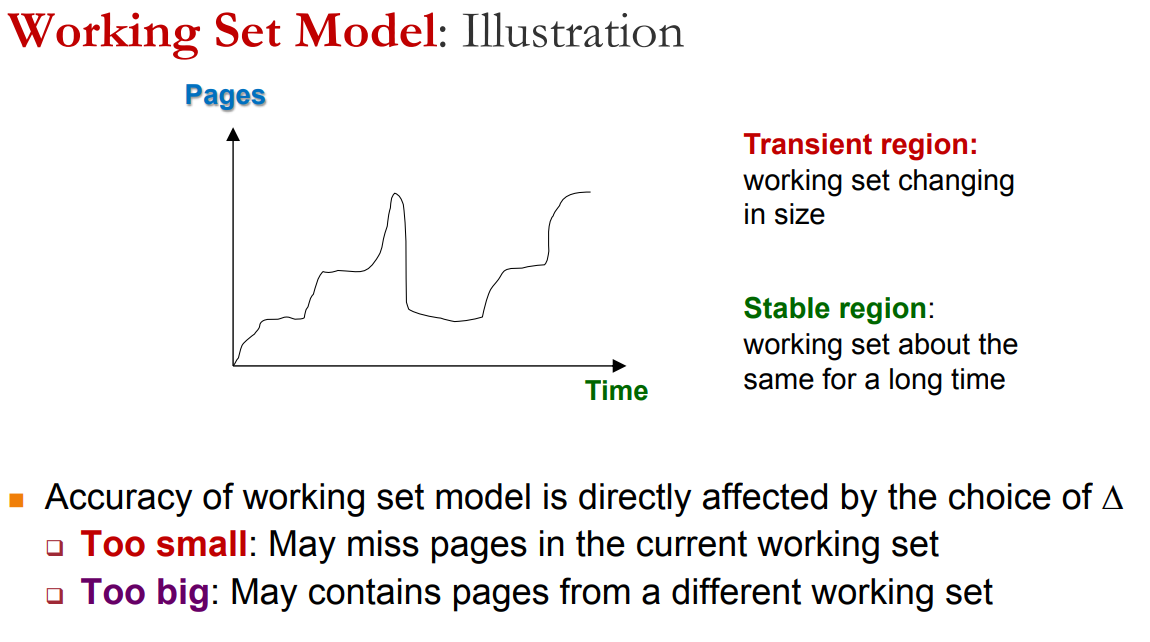 Working Set Model: Illustration
Pages
Transient region:
working set changing
in size
Stable region:
working set about the
same for a long time
Time
■ Accuracy of working set model is directly affected by the choice of Δ
❑ Too small: May miss pages in the current working set
❑ Too big: May contains pages from a different working set